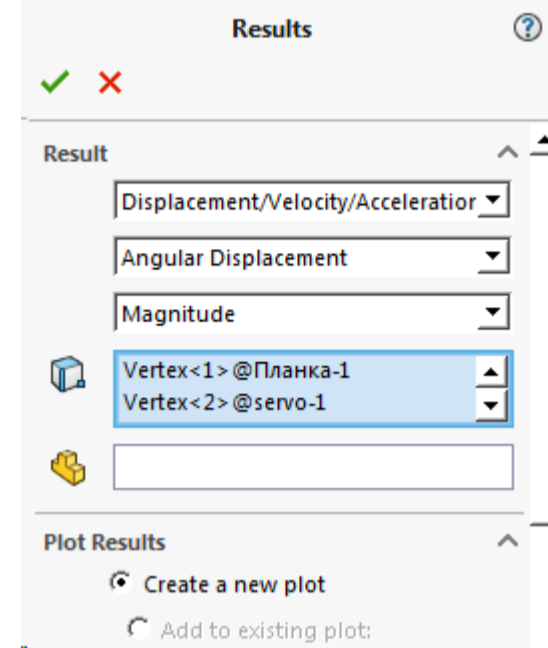 Results
Result
Displacement/Velocity/Acceleration
Angular Displacement
Magnitude
Vertex<1>@Планка-1
Vertex<2>@servo-1
Plot Results
Create a new plot
Add to existing plot: